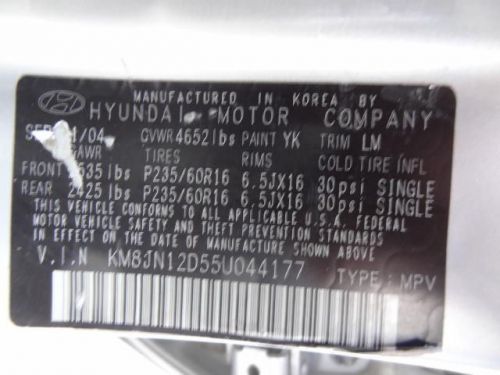 MANUFACTURED IN KOREA BY
HYUNDAI MOTOR COMPANY
/04 GVWR 4652 lbs PAINT YK TRIM LM
GAWR TIRES RIMS COLD TIRE INFL
FRONT 535 lbs P235/60R16 6.5JX16 30psi SINGLE
REAR 2425 lbs P235/60R16 6.5JX16 30psi SINGLE
THIS VEHICLE CONFORMS TO ALL APPLICABLE U.S.A. FEDERAL
MOTOR VEHICLE SAFETY AND THEFT PREVENTION STANDARDS
IN EFFECT ON THE DATE OF MANUFACTURE SHOWN ABOVE.
V.I.N KM8JN12D55U044177 TYPE : MPV